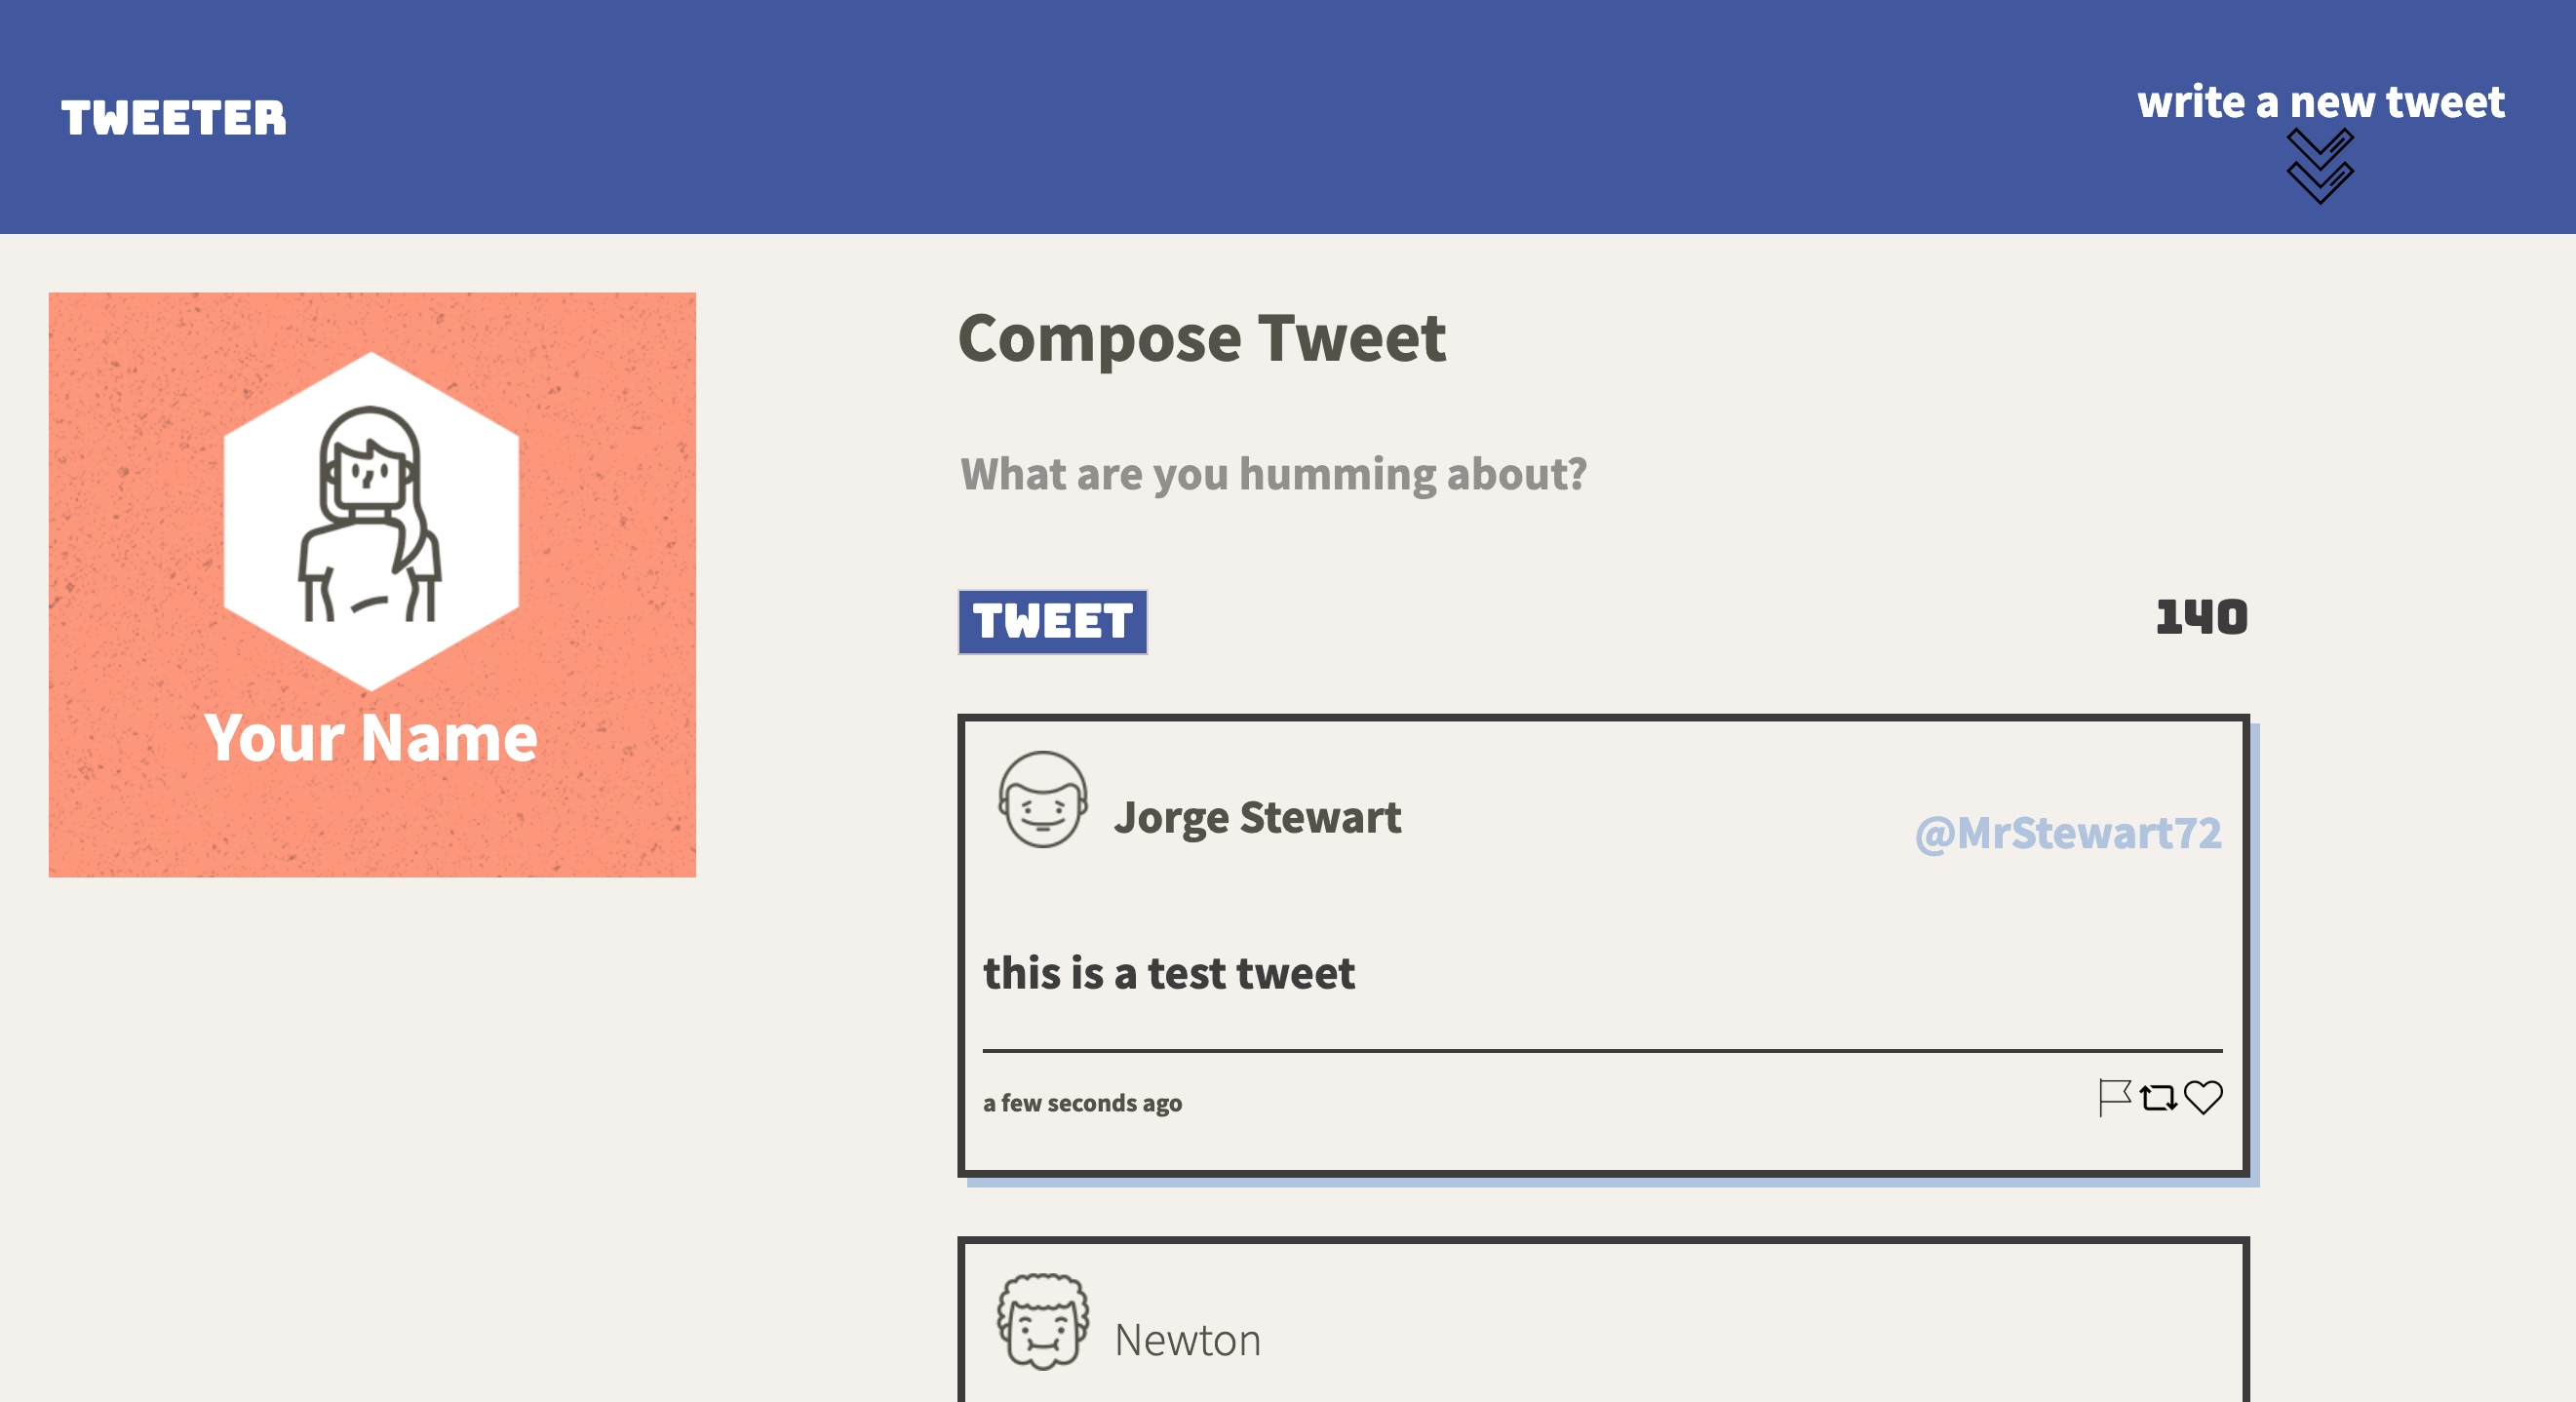 TWEETER
write a new tweet
Your Name
Compose Tweet
What are you humming about?
TWEET
140
Jorge Stewart
@MrStewart72
this is a test tweet
a few seconds ago
Newton